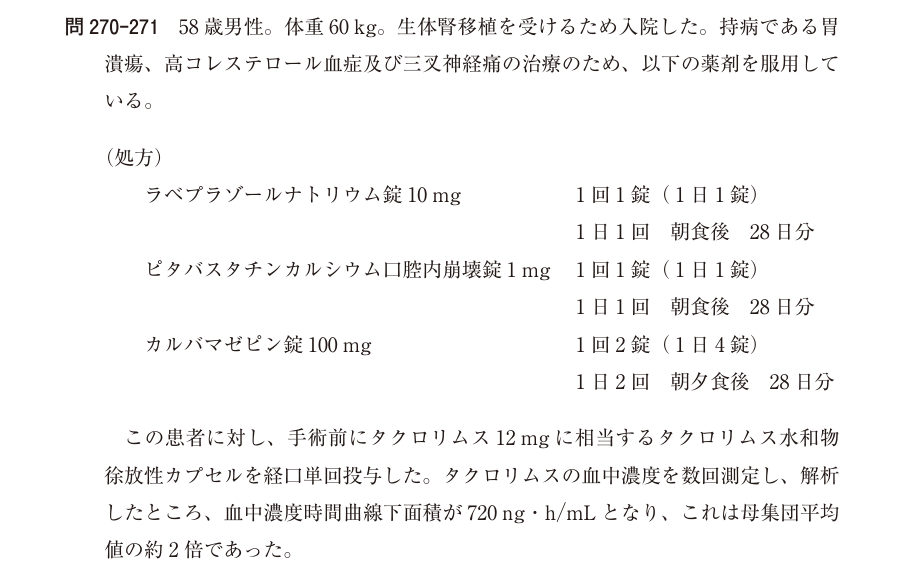 問 270-271　58 歳男性。体重 60 kg。生体腎移植を受けるため入院した。持病である胃
潰瘍、高コレステロール血症及び三叉神経痛の治療のため、以下の薬剤を服用して
いる。
（処方）
ラベプラゾールナトリウム錠 10 mg　1 回 1 錠（1 日 1 錠）
1 日 1 回　朝食後　28 日分
ピタバスタチンカルシウム口腔内崩壊錠 1 mg　1 回 1 錠（1 日 1 錠）
1 日 1 回　朝食後　28 日分
カルバマゼピン錠 100 mg　1 回 2 錠（1 日 4 錠）
1 日 2 回　朝夕食後　28 日分
この患者に対し、手術前にタクロリムス 12 mg に相当するタクロリムス水和物
徐放性カプセルを経口単回投与した。タクロリムスの血中濃度を数回測定し、解析
したところ、血中濃度時間曲線下面積が 720 ng・h/mL となり、これは母集団平均
値の約 2 倍であった。